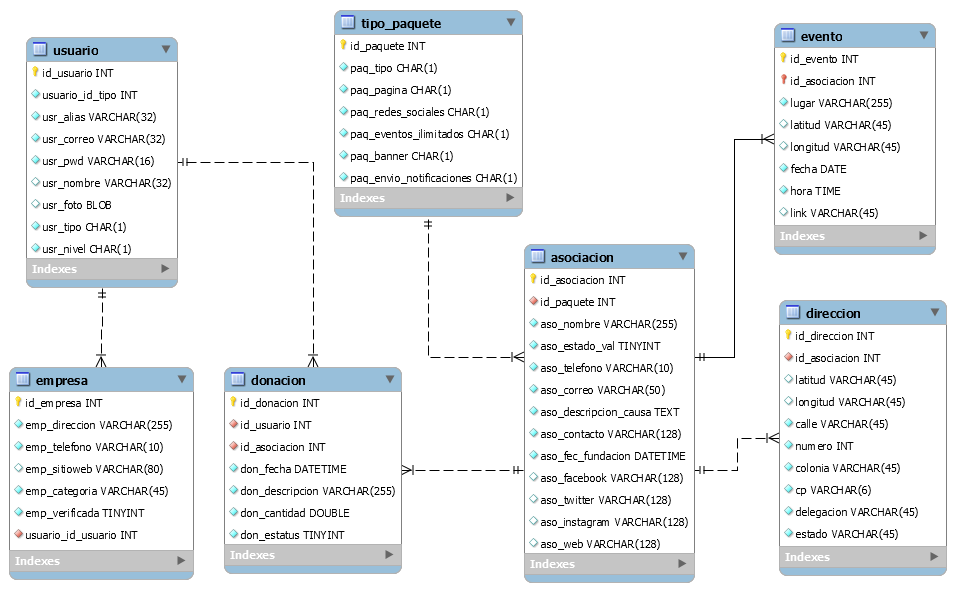 usuario
id_usuario INT
usuario_id_tipo INT
usr_alias VARCHAR(32)
usr_correo VARCHAR(32)
usr_pwd VARCHAR(16)
usr_nombre VARCHAR(32)
usr_foto BLOB
usr_tipo CHAR(1)
usr_nivel CHAR(1)
Indexes
tipo_paquete
id_paquete INT
paq_tipo CHAR(1)
paq_pagina CHAR(1)
paq_redes_sociales CHAR(1)
paq_eventos_ilimitados CHAR(1)
paq_banner CHAR(1)
paq_envio_notificaciones CHAR(1)
Indexes
evento
id_evento INT
id_asociacion INT
lugar VARCHAR(255)
latitud VARCHAR(45)
longitud VARCHAR(45)
fecha DATE
hora TIME
link VARCHAR(45)
Indexes
empresa
id_empresa INT
emp_direccion VARCHAR(255)
emp_telefono VARCHAR(10)
emp_sitioweb VARCHAR(80)
emp_categoria VARCHAR(45)
emp_verificada TINYINT
usuario_id_usuario INT
Indexes
donacion
id_donacion INT
id_usuario INT
id_asociacion INT
don_fecha DATETIME
don_descripcion VARCHAR(255)
don_cantidad DOUBLE
don_estatus TINYINT
Indexes
asociacion
id_asociacion INT
id_paquete INT
aso_nombre VARCHAR(255)
aso_estado_val TINYINT
aso_telefono VARCHAR(10)
aso_correo VARCHAR(50)
aso_descripcion_causa TEXT
aso_contacto VARCHAR(128)
aso_fec_fundacion DATETIME
aso_facebook VARCHAR(128)
aso_twitter VARCHAR(128)
aso_instagram VARCHAR(128)
aso_web VARCHAR(128)
Indexes
direccion
id_direccion INT
id_asociacion INT
latitud VARCHAR(45)
longitud VARCHAR(45)
calle VARCHAR(45)
numero INT
colonia VARCHAR(45)
cp VARCHAR(6)
delegacion VARCHAR(45)
estado VARCHAR(45)
Indexes